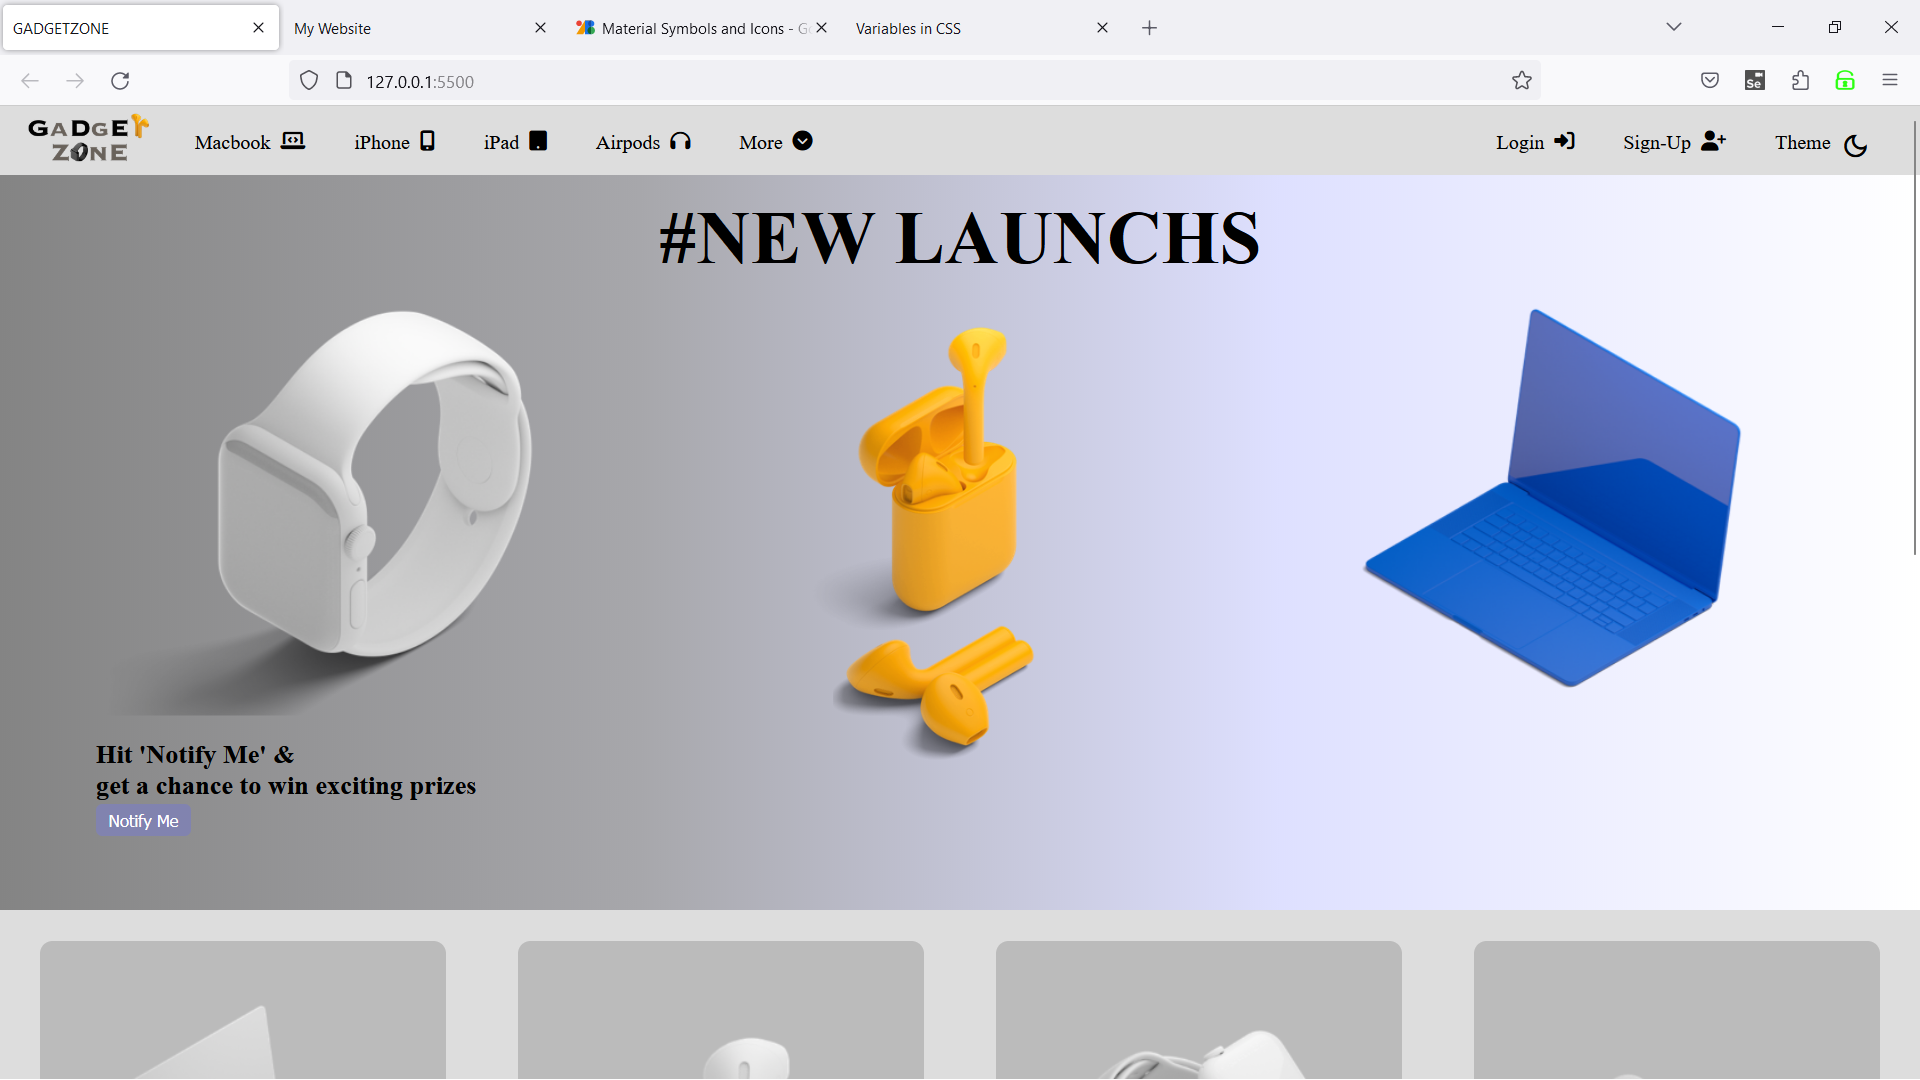 GADGETZONE
My Website
Material Symbols and Icons - Go
Variables in CSS
127.0.0.1:5500
Se
GADGET
ZONE
Macbook
iPhone
iPad
Airpods
More
Login
Sign-Up
Theme
#NEW LAUNCHS
Hit 'Notify Me' &
get a chance to win exciting prizes
Notify Me